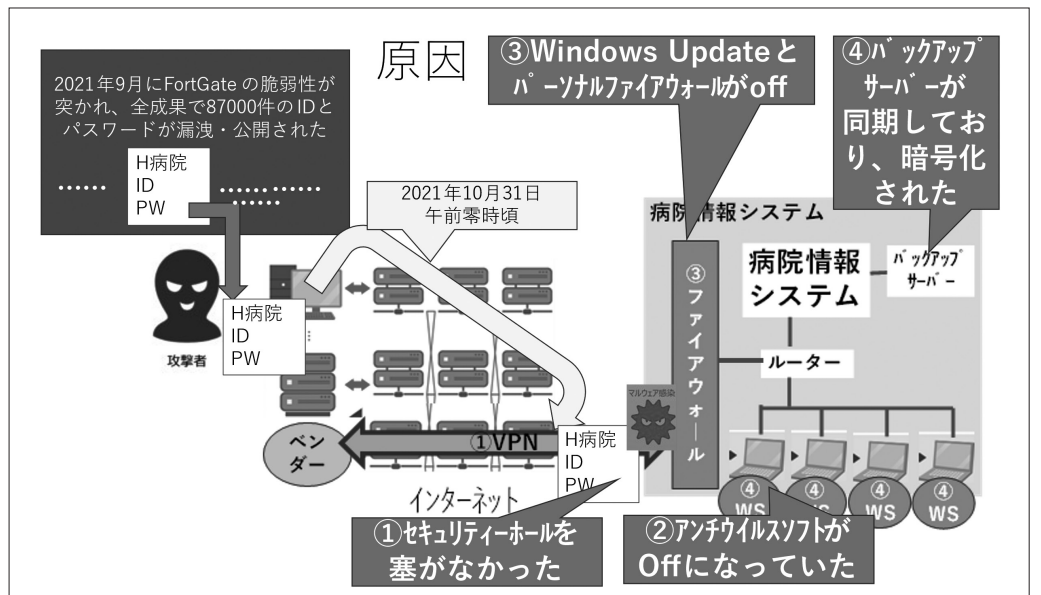 原因
2021年9月にFortGateの脆弱性が
突かれ、全成果で87000件のIDと
パスワードが漏洩・公開された
H病院
ID
PW
……
……
……
……
2021年10月31日
午前零時頃
③Windows Updateと
パーソナルファイアウォールがoff
④バックアップ
サーバーが
同期してお
り、暗号化
された
攻撃者
H病院
ID
PW
…
ベン
ダー
①VPN
インターネット
H病院
ID
PW
①セキュリティーホールを
塞がなかった
病院情報システム
マルウェア感染
③ファイアウォール
病院情報
システム
バックアップ
サーバー
ルーター
④
WS
④
WS
④
WS
④
WS
②アンチウイルスソフトが
Offになっていた